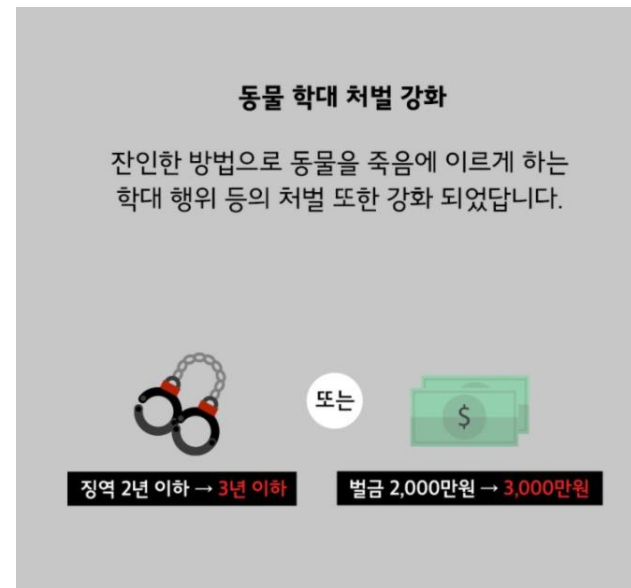 동물 학대 처벌 강화
잔인한 방법으로 동물을 죽음에 이르게 하는
학대 행위 등의 처벌 또한 강화 되었답니다.
또는
$
징역 2년 이하 → 3년 이하
벌금 2,000만원 → 3,000만원